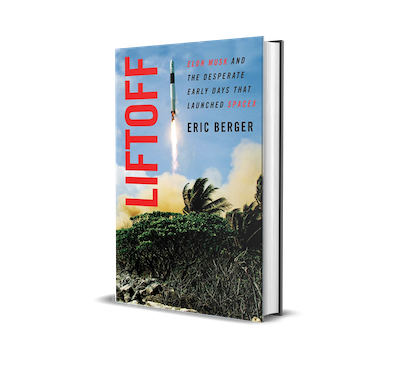 LIFTOFF
ELON MUSK AND
THE DESPERATE
EARLY DAYS THAT
LAUNCHED SPACEX
ERIC BERGER